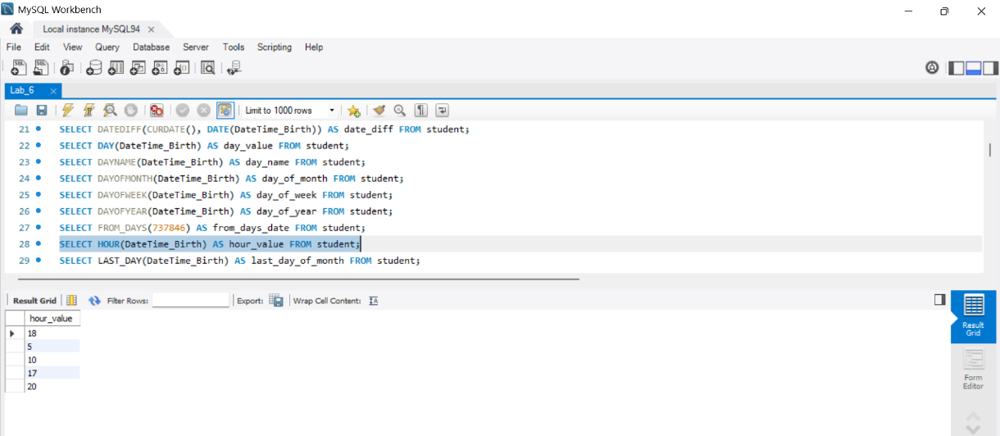 MySQL Workbench
Local instance MySQL94
File Edit View Query Database Server Tools Scripting Help
Lab_6
Limit to 1000 rows
21 SELECT DATEDIFF(CURDATE(), DATE(DateTime_Birth)) AS date_diff FROM student;
22 SELECT DAY(DateTime_Birth) AS day_value FROM student;
23 SELECT DAYNAME(DateTime_Birth) AS day_name FROM student;
24 SELECT DAYOFMONTH(DateTime_Birth) AS day_of_month FROM student;
25 SELECT DAYOFWEEK(DateTime_Birth) AS day_of_week FROM student;
26 SELECT DAYOFYEAR(DateTime_Birth) AS day_of_year FROM student;
27 SELECT FROM_DAYS(737846) AS from_days_date FROM student;
28 SELECT HOUR(DateTime_Birth) AS hour_value FROM student;
29 SELECT LAST_DAY(DateTime_Birth) AS last_day_of_month FROM student;
Result Grid Filter Rows: Export: Wrap Cell Content:
hour_value
18
5
10
17
20
Result
Grid
Form
Editor